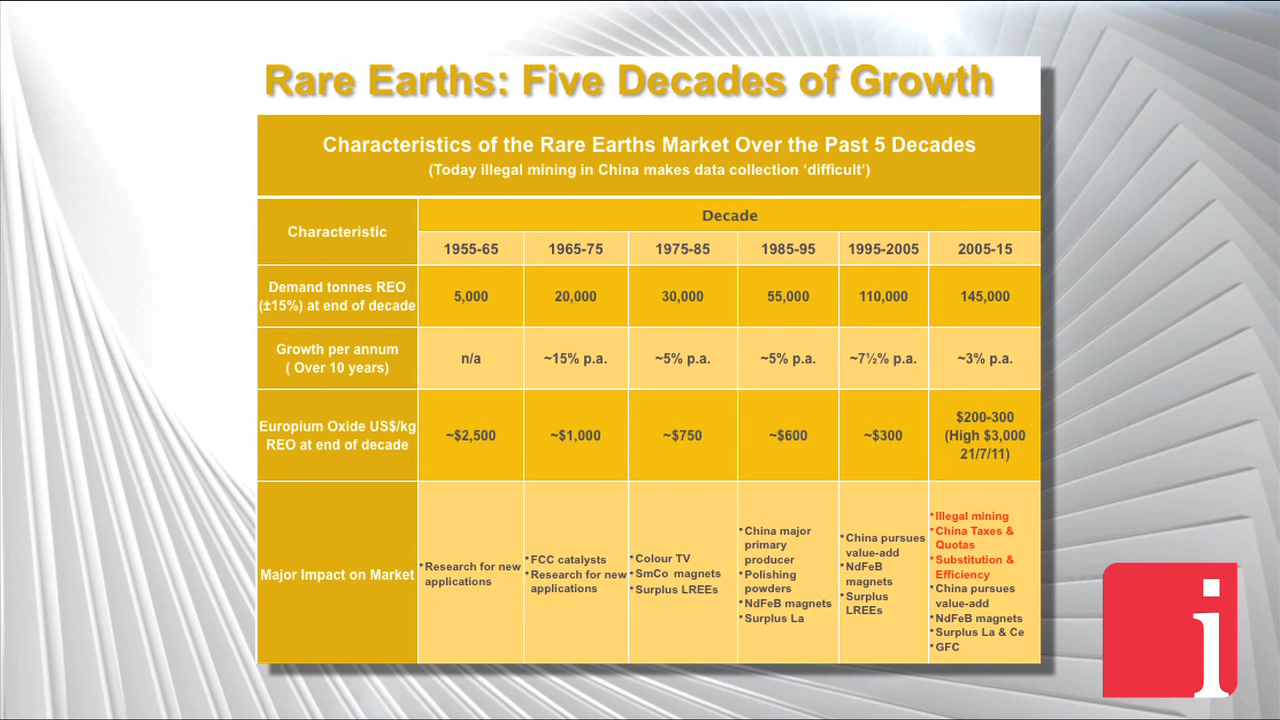 Rare Earths: Five Decades of Growth
Characteristics of the Rare Earths Market Over the Past 5 Decades
(Today illegal mining in China makes data collection ‘difficult’)
Characteristic
Decade
1955-65
1965-75
1975-85
1985-95
1995-2005
2005-15
Demand tonnes REO
(±15%) at end of decade
5,000
20,000
30,000
55,000
110,000
145,000
Growth per annum
( Over 10 years)
n/a
~15% p.a.
~5% p.a.
~5% p.a.
~7½% p.a.
~3% p.a.
Europium Oxide US$/kg
REO at end of decade
~$2,500
~$1,000
~$750
~$600
~$300
$200-300
(High $3,000
21/7/11)
Major Impact on Market
•Research for new
applications
•FCC catalysts
•Research for new
applications
•Colour TV
•SmCo magnets
•Surplus LREEs
•China major
primary
producer
•Polishing
powders
•NdFeB magnets
•Surplus La
•China pursues
value-add
•NdFeB
magnets
•Surplus
LREEs
•Illegal mining
•China Taxes &
Quotas
•Substitution &
Efficiency
•China pursues
value-add
•NdFeB magnets
•Surplus La & Ce
•GFC
i